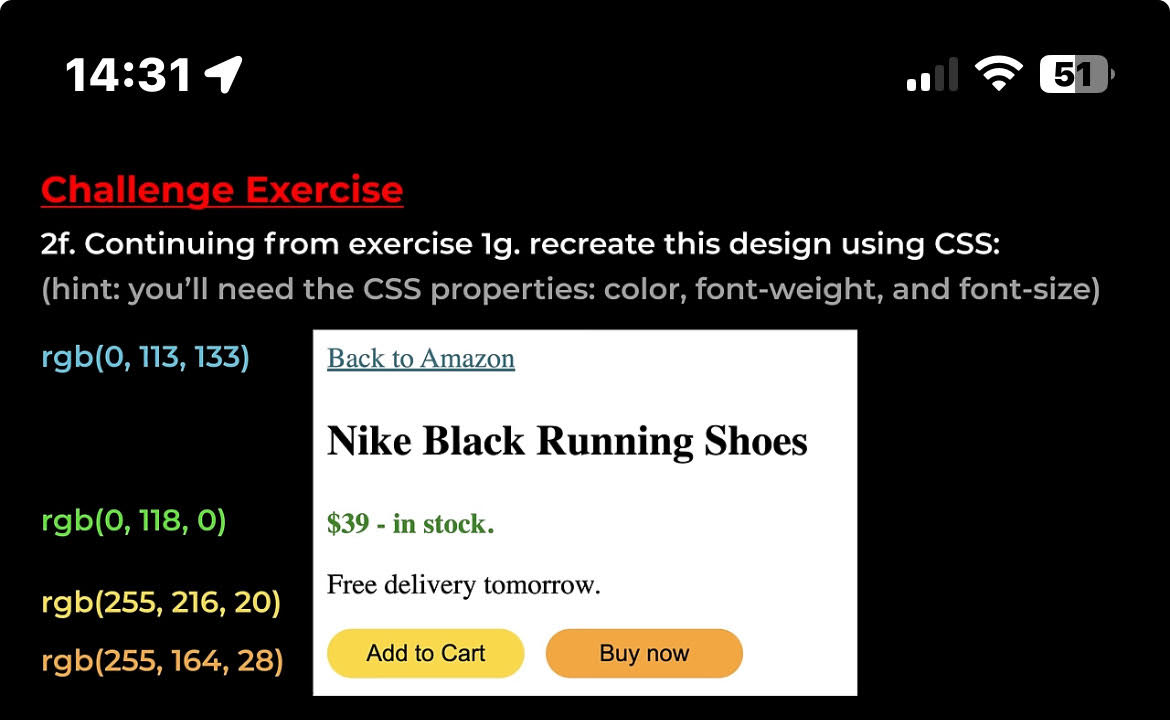 14:31
51
Challenge Exercise
2f. Continuing from exercise 1g. recreate this design using CSS:
(hint: you’ll need the CSS properties: color, font-weight, and font-size)
rgb(0, 113, 133)
Back to Amazon
Nike Black Running Shoes
rgb(0, 118, 0)
$39 - in stock.
Free delivery tomorrow.
rgb(255, 216, 20)
Add to Cart
Buy now
rgb(255, 164, 28)